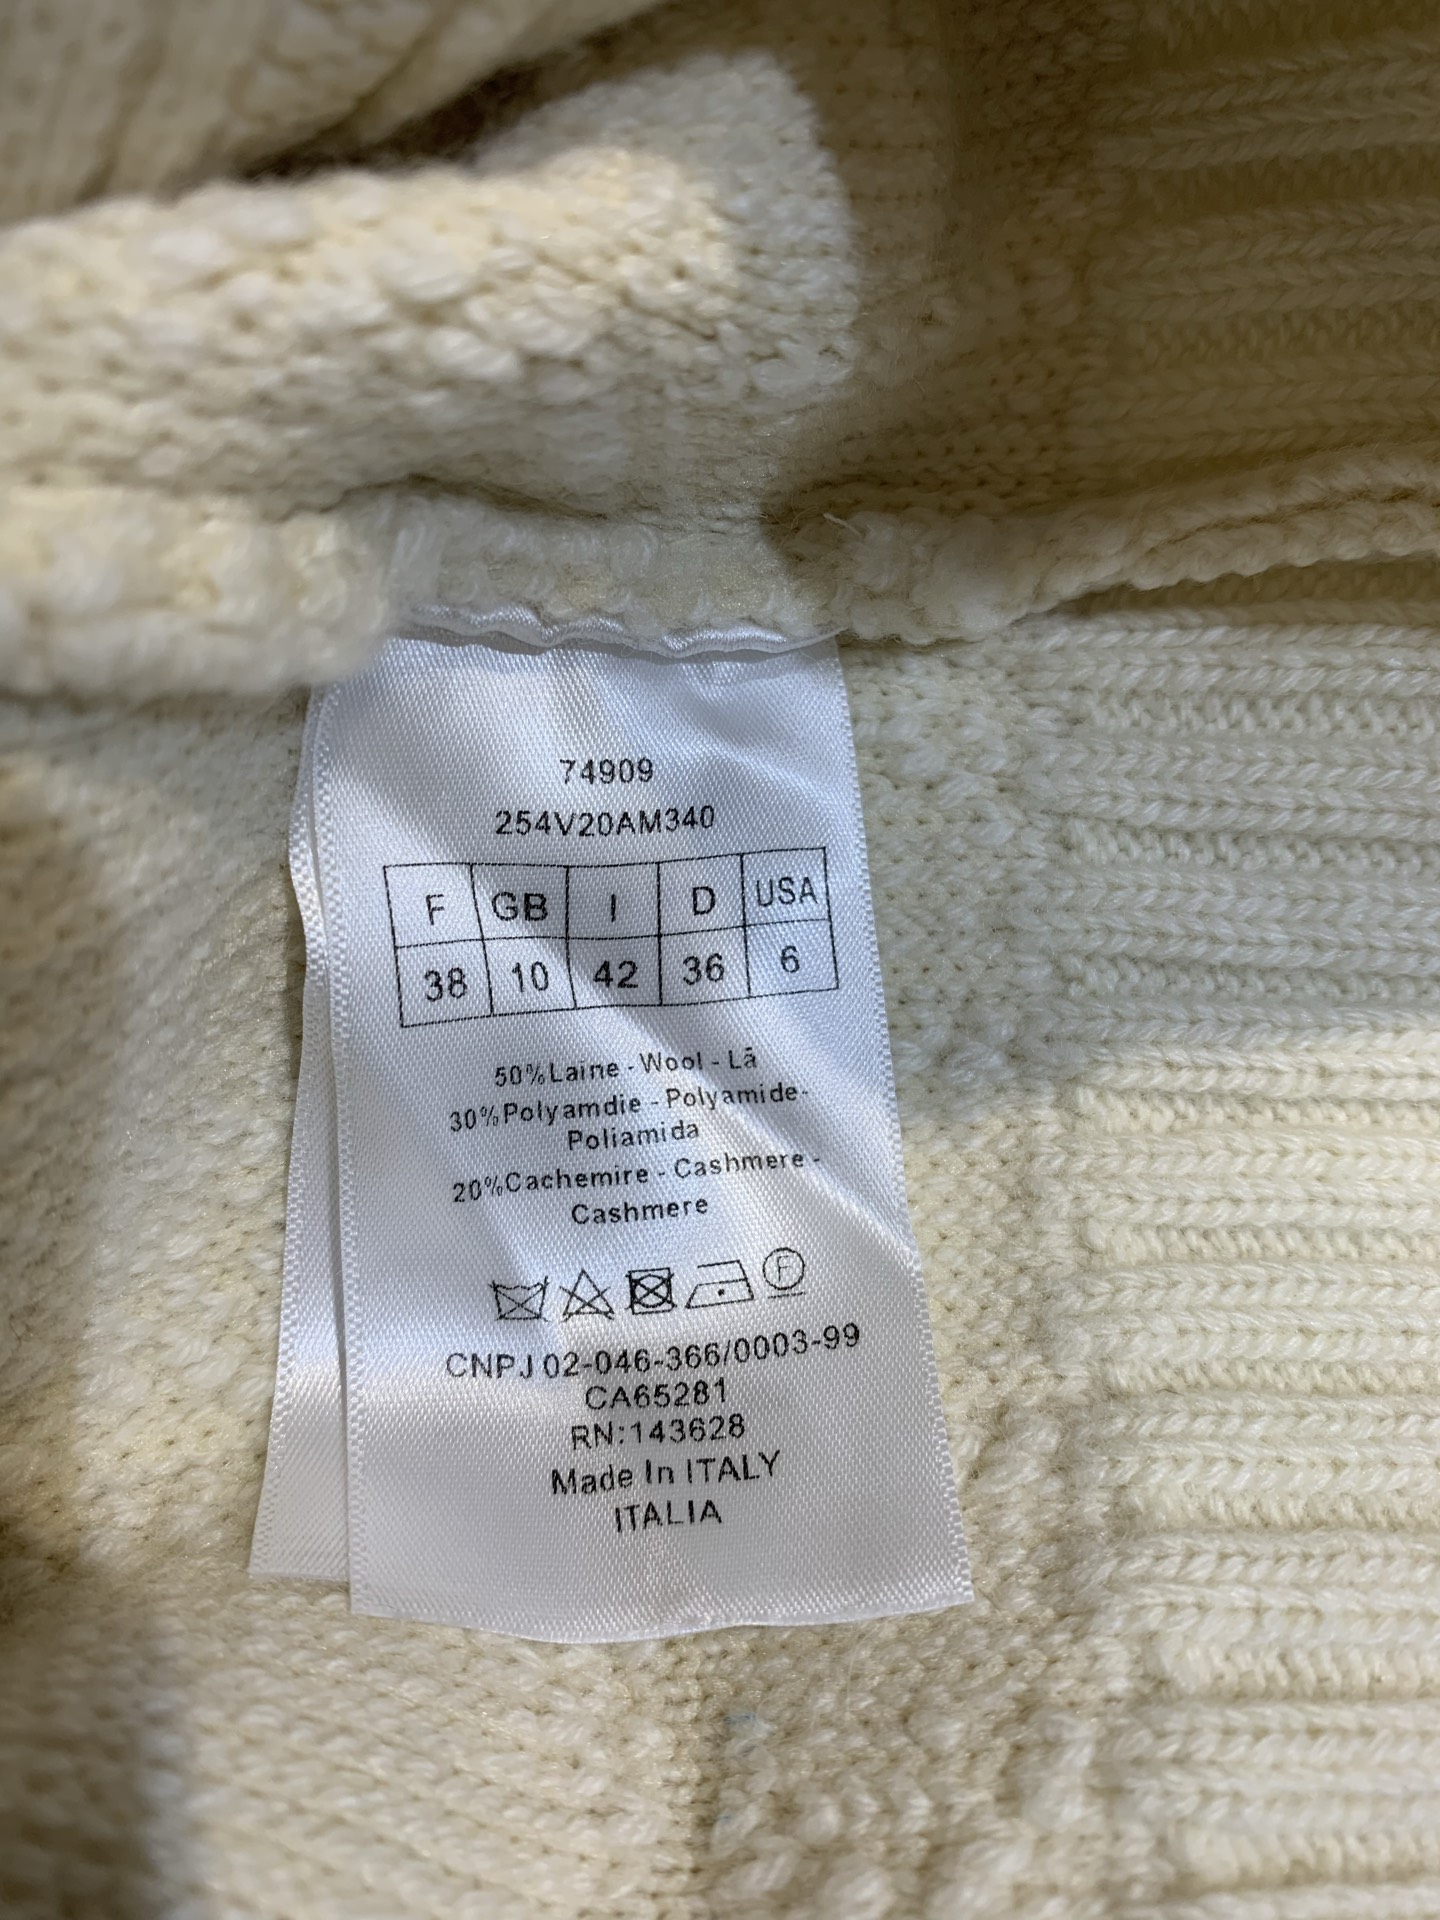 74909
254V20AM340
F GB I D USA
38 10 42 36 6
50%Laine - Wool - Lã
30%Polyamdie - Polyamide-
Poliamida
20%Cachemire - Cashmere -
Cashmere
F
CNPJ 02-046-366/0003-99
CA65281
RN:143628
Made In ITALY
ITALIA